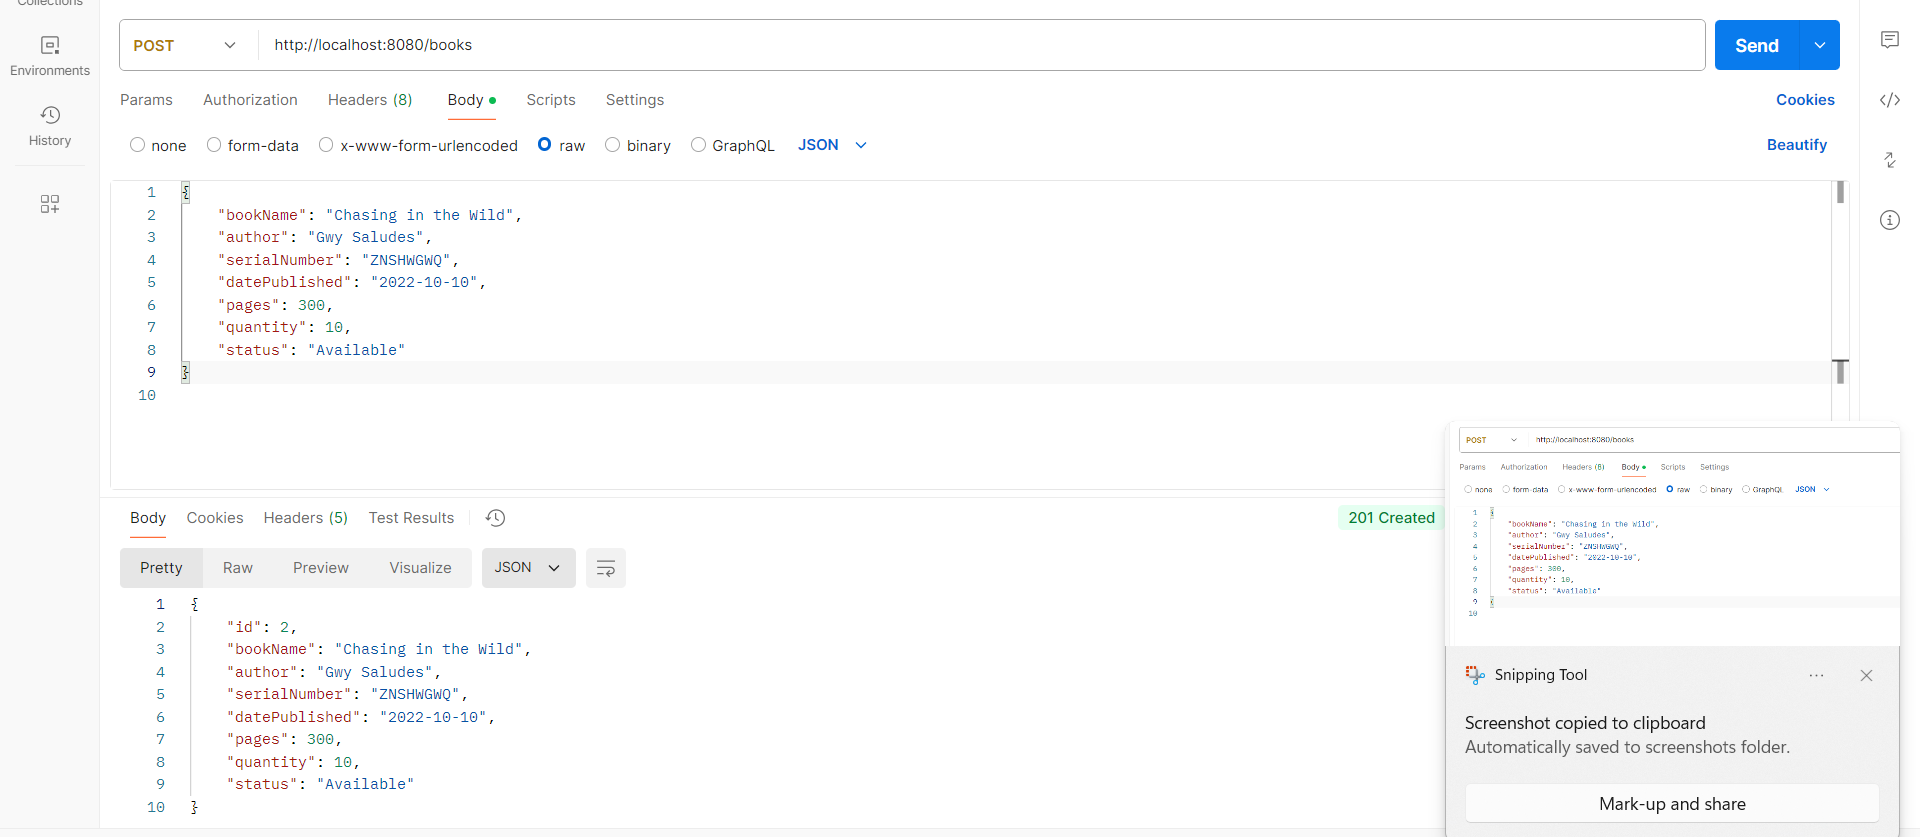 Collections
Environments
History
POST
http://localhost:8080/books
Send
Params Authorization Headers (8) Body Scripts Settings
Cookies
none form-data x-www-form-urlencoded raw binary GraphQL JSON
Beautify
1 {
2 "bookName": "Chasing in the Wild",
3 "author": "Gwy Saludes",
4 "serialNumber": "ZNSHWGWQ",
5 "datePublished": "2022-10-10",
6 "pages": 300,
7 "quantity": 10,
8 "status": "Available"
9 }
10
Body Cookies Headers (5) Test Results
201 Created
Pretty Raw Preview Visualize JSON
1 {
2 "id": 2,
3 "bookName": "Chasing in the Wild",
4 "author": "Gwy Saludes",
5 "serialNumber": "ZNSHWGWQ",
6 "datePublished": "2022-10-10",
7 "pages": 300,
8 "quantity": 10,
9 "status": "Available"
10 }
POST http://localhost:8080/books
Params Authorization Headers (8) Body Scripts Settings
none form-data x-www-form-urlencoded raw binary GraphQL JSON
1 {
2 "bookName": "Chasing in the Wild",
3 "author": "Gwy Saludes",
4 "serialNumber": "ZNSHWGWQ",
5 "datePublished": "2022-10-10",
6 "pages": 300,
7 "quantity": 10,
8 "status": "Available"
9 }
10
Snipping Tool
Screenshot copied to clipboard
Automatically saved to screenshots folder.
Mark-up and share